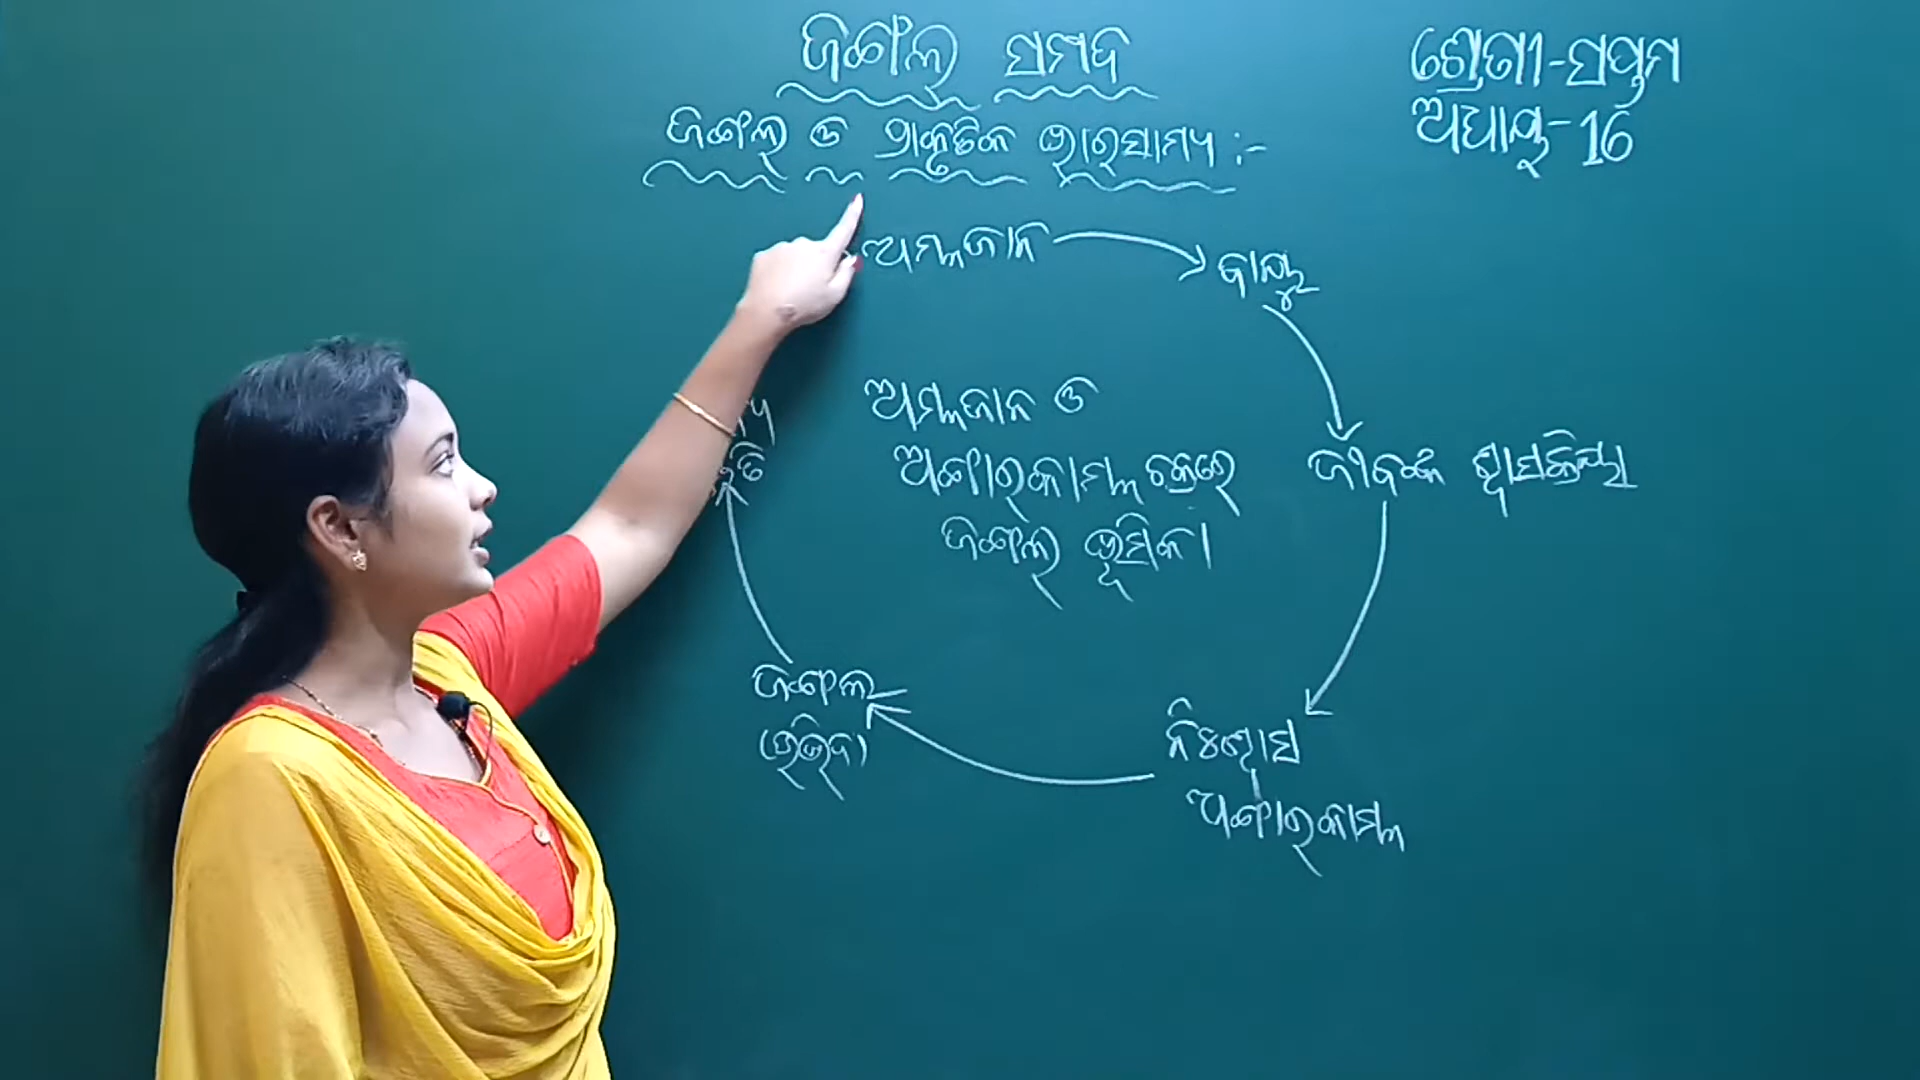 ଜଙ୍ଗଲ ସମ୍ପଦ
ଶ୍ରେଣୀ-ସପ୍ତମ
ଅଧ୍ୟାୟ-16
ଜଙ୍ଗଲ ଓ ପ୍ରାକୃତିକ ଭାରସାମ୍ୟ :-
ଅମ୍ଳଜାନ
ବାୟୁ
ଅମ୍ଳଜାନ ଓ
ଅଙ୍ଗାରକାମ୍ଳ ଚକ୍ରରେ
ଜଙ୍ଗଲ ଭୂମିକା
ଜୀବଙ୍କ ଶ୍ୱାସକ୍ରିୟା
ଜଙ୍ଗଲ
(ଉଦ୍ଭିଦ)
ନିଃଶ୍ୱାସ
ଅଙ୍ଗାରକାମ୍ଳ